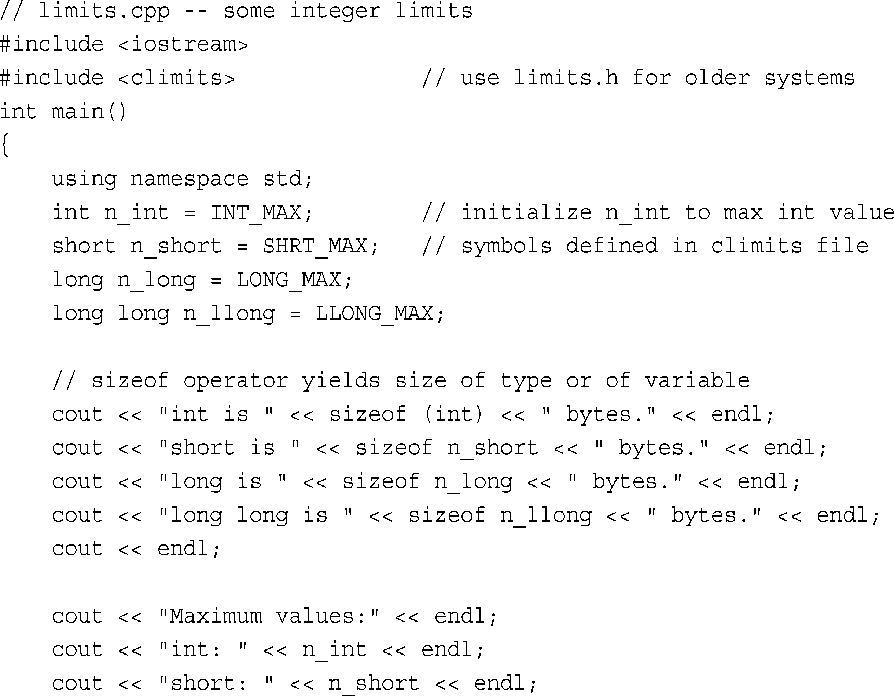 // limits.cpp -- some integer limits
#include <iostream>
#include <climits>              // use limits.h for older systems
int main()
{
    using namespace std;
    int n_int = INT_MAX;        // initialize n_int to max int value
    short n_short = SHRT_MAX;   // symbols defined in climits file
    long n_long = LONG_MAX;
    long long n_llong = LLONG_MAX;

    // sizeof operator yields size of type or of variable
    cout << "int is " << sizeof (int) << " bytes." << endl;
    cout << "short is " << sizeof n_short << " bytes." << endl;
    cout << "long is " << sizeof n_long << " bytes." << endl;
    cout << "long long is " << sizeof n_llong << " bytes." << endl;
    cout << endl;

    cout << "Maximum values:" << endl;
    cout << "int: " << n_int << endl;
    cout << "short: " << n_short << endl;